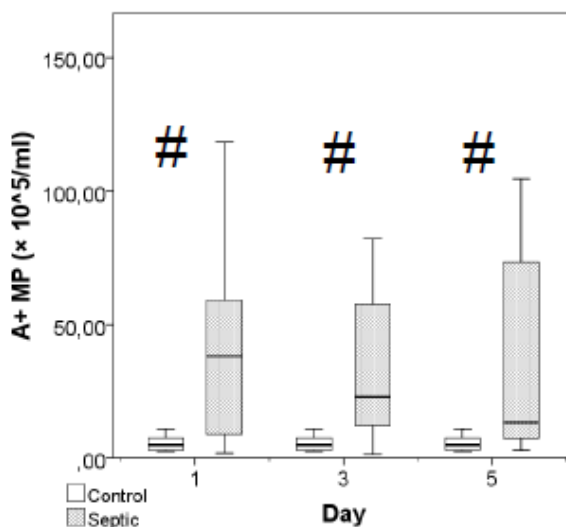 150,00
# # #
100,00
A+ MP (× 10^5/ml)
50,00
,00
1 3 5
Control
Day
Septic